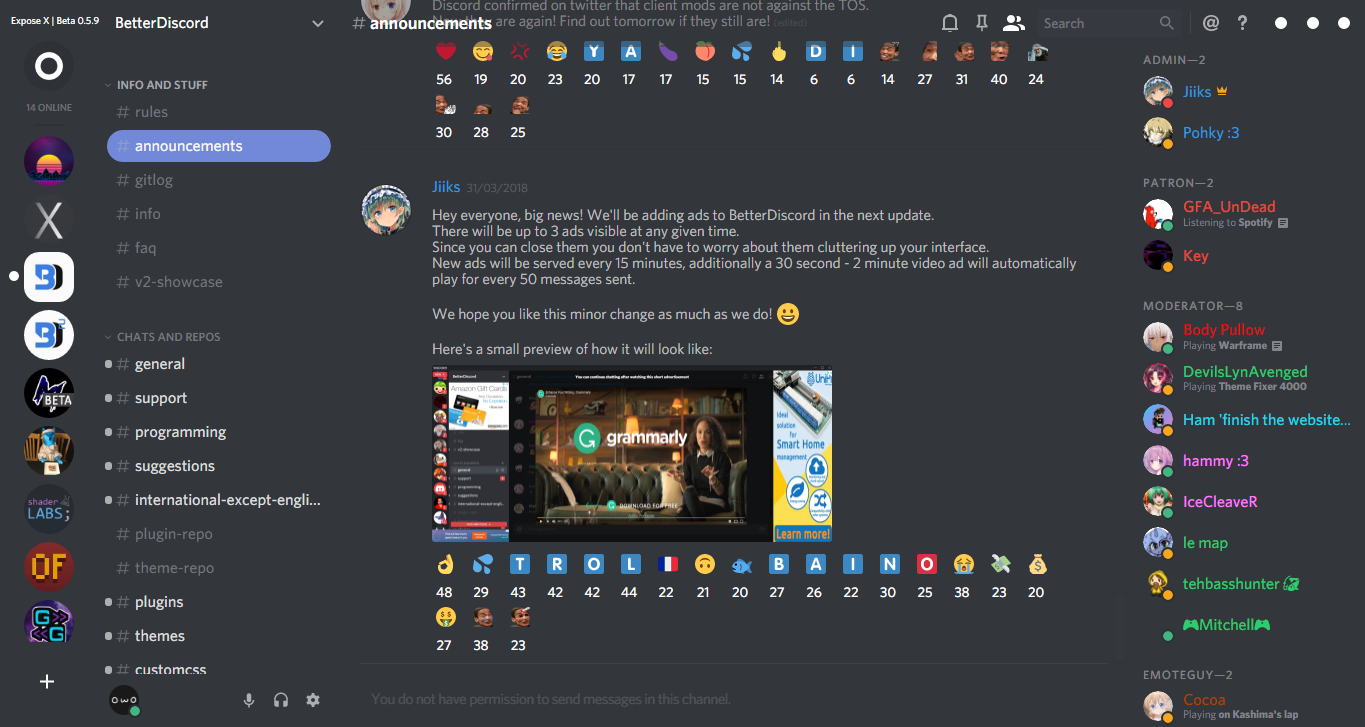 Expose X | Beta 0.5.9
BetterDiscord
14 ONLINE
BETA
shader
LABS
OF
G G
INFO AND STUFF
# rules
# announcements
# gitlog
# info
# faq
# v2-showcase
CHATS AND REPOS
# general
# support
# programming
# suggestions
# international-except-engli...
# plugin-repo
# theme-repo
# plugins
# themes
# customcss
OwO
# announcements
Search
@ ?
Discord confirmed on twitter that client mods are not against the TOS.
are again! Find out tomorrow if they still are! (edited)
Y A D I
56 19 20 23 20 17 17 15 15 14 6 6 14 27 31 40 24
30 28 25
Jiiks 31/03/2018
Hey everyone, big news! We'll be adding ads to BetterDiscord in the next update.
There will be up to 3 ads visible at any given time.
Since you can close them you don't have to worry about them cluttering up your interface.
New ads will be served every 15 minutes, additionally a 30 second - 2 minute video ad will automatically
play for every 50 messages sent.
We hope you like this minor change as much as we do! 😀
Here's a small preview of how it will look like:
BetterDiscord
You can continue chatting after watching this short advertisement
Amazon Gift Cards
grammarly
DOWNLOAD FOR FREE
Ideal
solution
for
Smart Home
management
Learn more!
T R O L B A I N O
48 29 43 42 42 44 22 21 20 27 26 22 30 25 38 23 20
27 38 23
You do not have permission to send messages in this channel.
ADMIN—2
Jiiks
Pohky :3
PATRON—2
GFA_UnDead
Listening to Spotify
Key
MODERATOR—8
Body Pullow
Playing Warframe
DevilsLynAvenged
Playing Theme Fixer 4000
Ham 'finish the website...
hammy :3
IceCleaveR
le map
tehbasshunter
🎮Mitchell🎮
EMOTEGUY—2
Cocoa
Playing on Kashima's lap